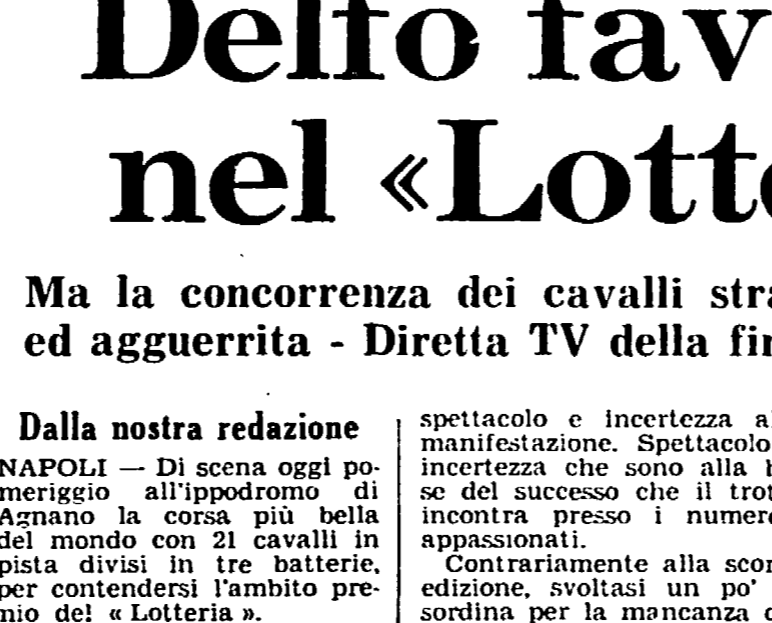 Delfo fav
nel «Lotte
Ma la concorrenza dei cavalli stra
ed agguerrita - Diretta TV della fin
Dalla nostra redazione
NAPOLI — Di scena oggi po-
meriggio all'ippodromo di
Agnano la corsa più bella
del mondo con 21 cavalli in
pista divisi in tre batterie,
per contendersi l'ambito pre-
mio del « Lotteria ».
spettacolo e incertezza al
manifestazione. Spettacolo
incertezza che sono alla b
se del successo che il trot
incontra presso i numero
appassionati.
Contrariamente alla scor
edizione, svoltasi un po'
sordina per la mancanza d